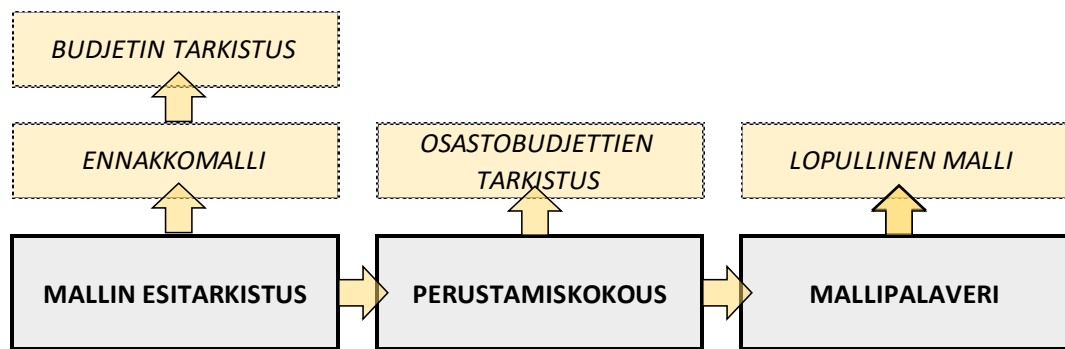 BUDJETIN TARKISTUS
ENNAKKOMALLI
OSASTOBUDJETTIEN
TARKISTUS
LOPULLINEN MALLI
MALLIN ESITARKISTUS
PERUSTAMISKOKOUS
MALLIPALAVERI